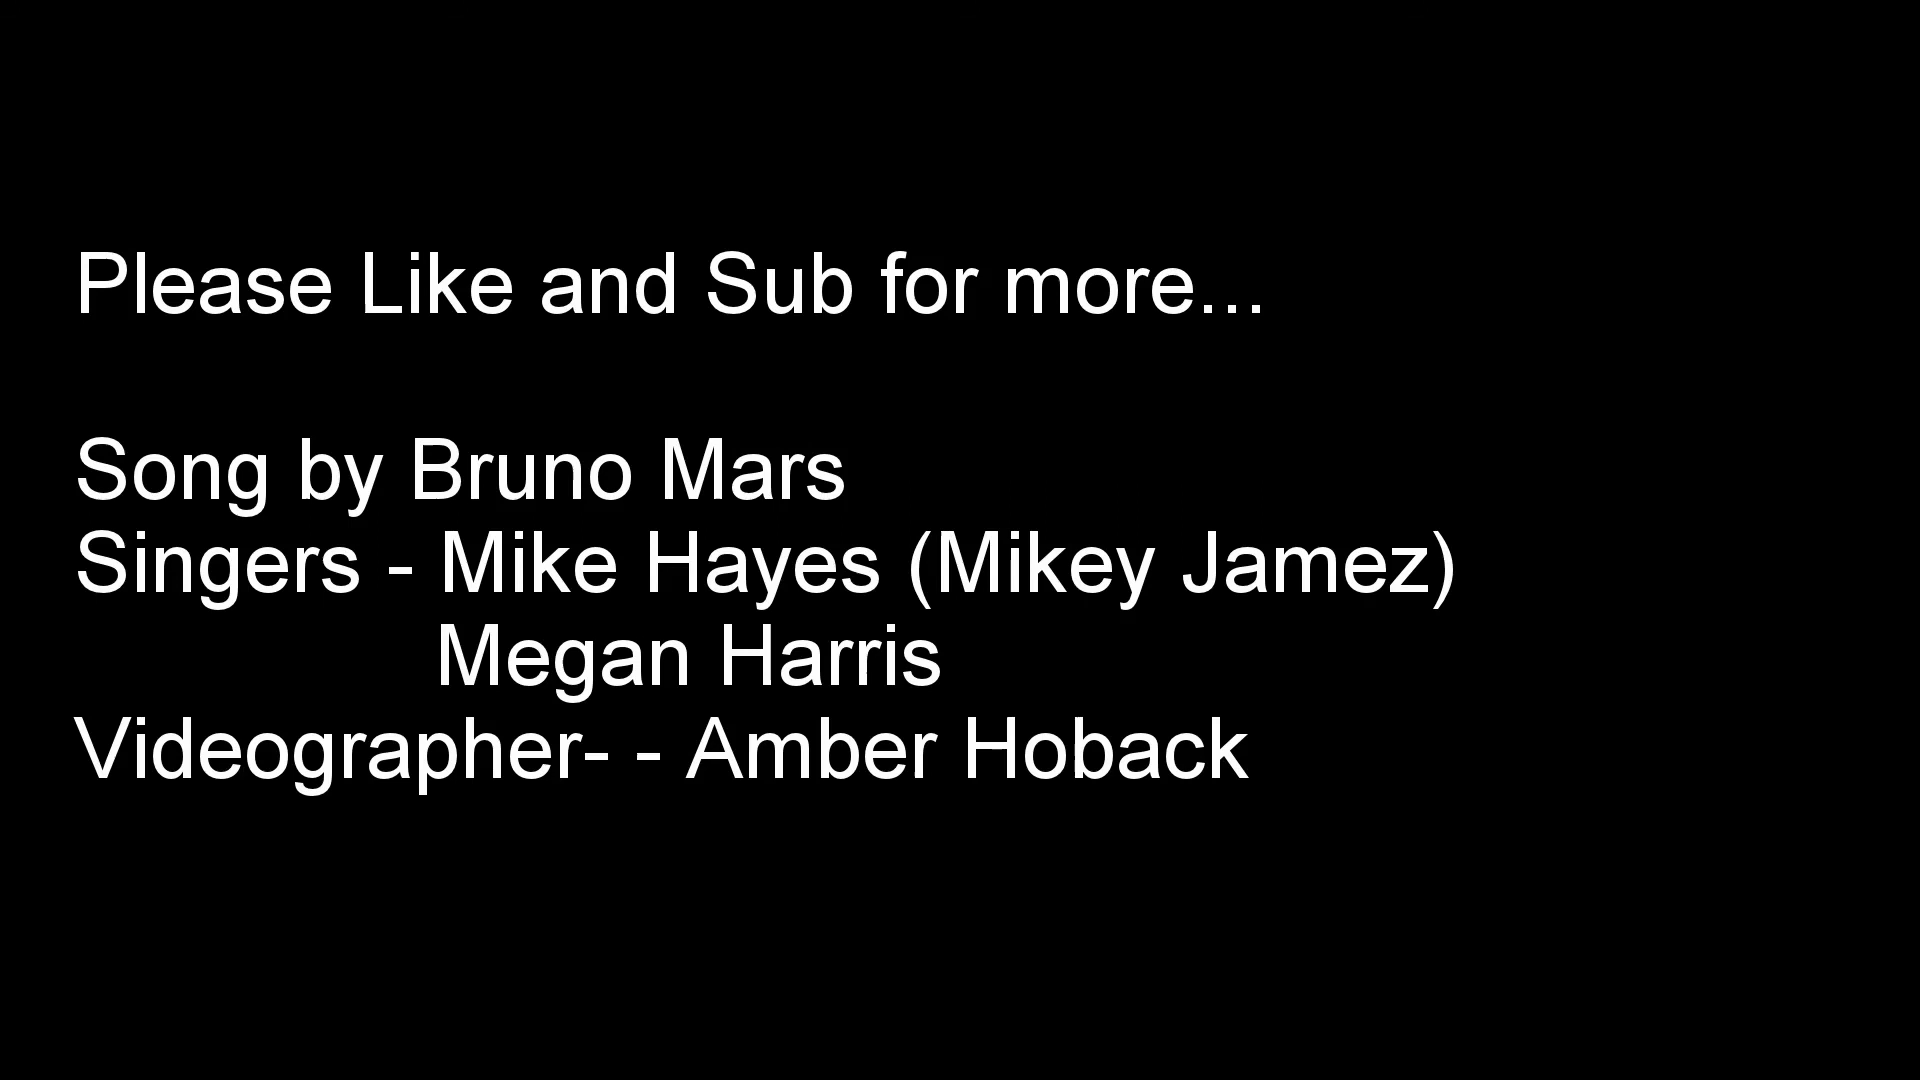 Please Like and Sub for more...
Song by Bruno Mars
Singers - Mike Hayes (Mikey Jamez)
Megan Harris
Videographer- - Amber Hoback